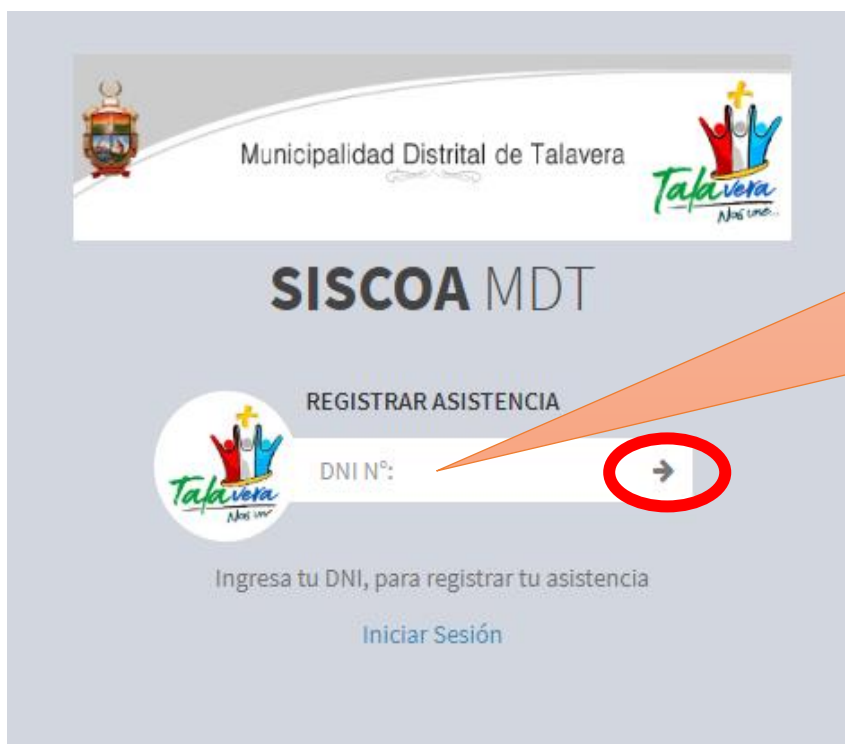 Municipalidad Distrital de Talavera
Talavera
Nos une...
SISCOA MDT
REGISTRAR ASISTENCIA
DNI N°:
Talavera
Nos une
Ingresa tu DNI, para registrar tu asistencia
Iniciar Sesión